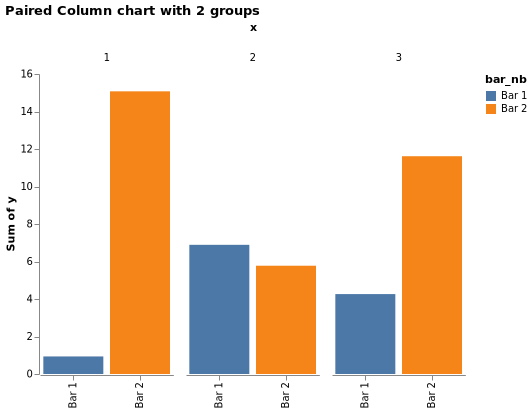 Paired Column chart with 2 groups
x
1 2 3
bar_nb
Bar 1
Bar 2
Sum of y
16
14
12
10
8
6
4
2
0
Bar 1 Bar 2 Bar 1 Bar 2 Bar 1 Bar 2